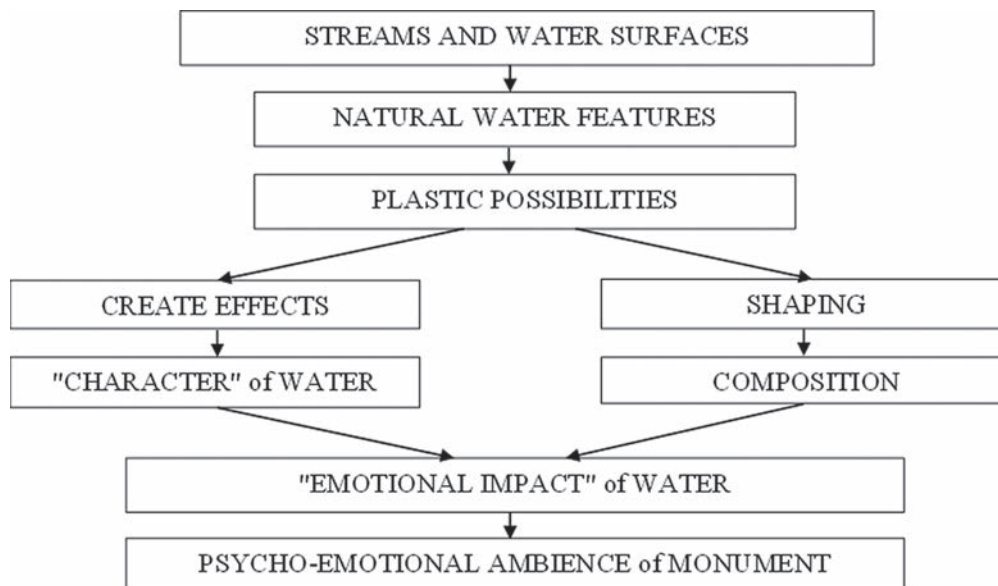 STREAMS AND WATER SURFACES
NATURAL WATER FEATURES
PLASTIC POSSIBILITIES
CREATE EFFECTS
SHAPING
"CHARACTER" of WATER
COMPOSITION
"EMOTIONAL IMPACT" of WATER
PSYCHO-EMOTIONAL AMBIENCE of MONUMENT